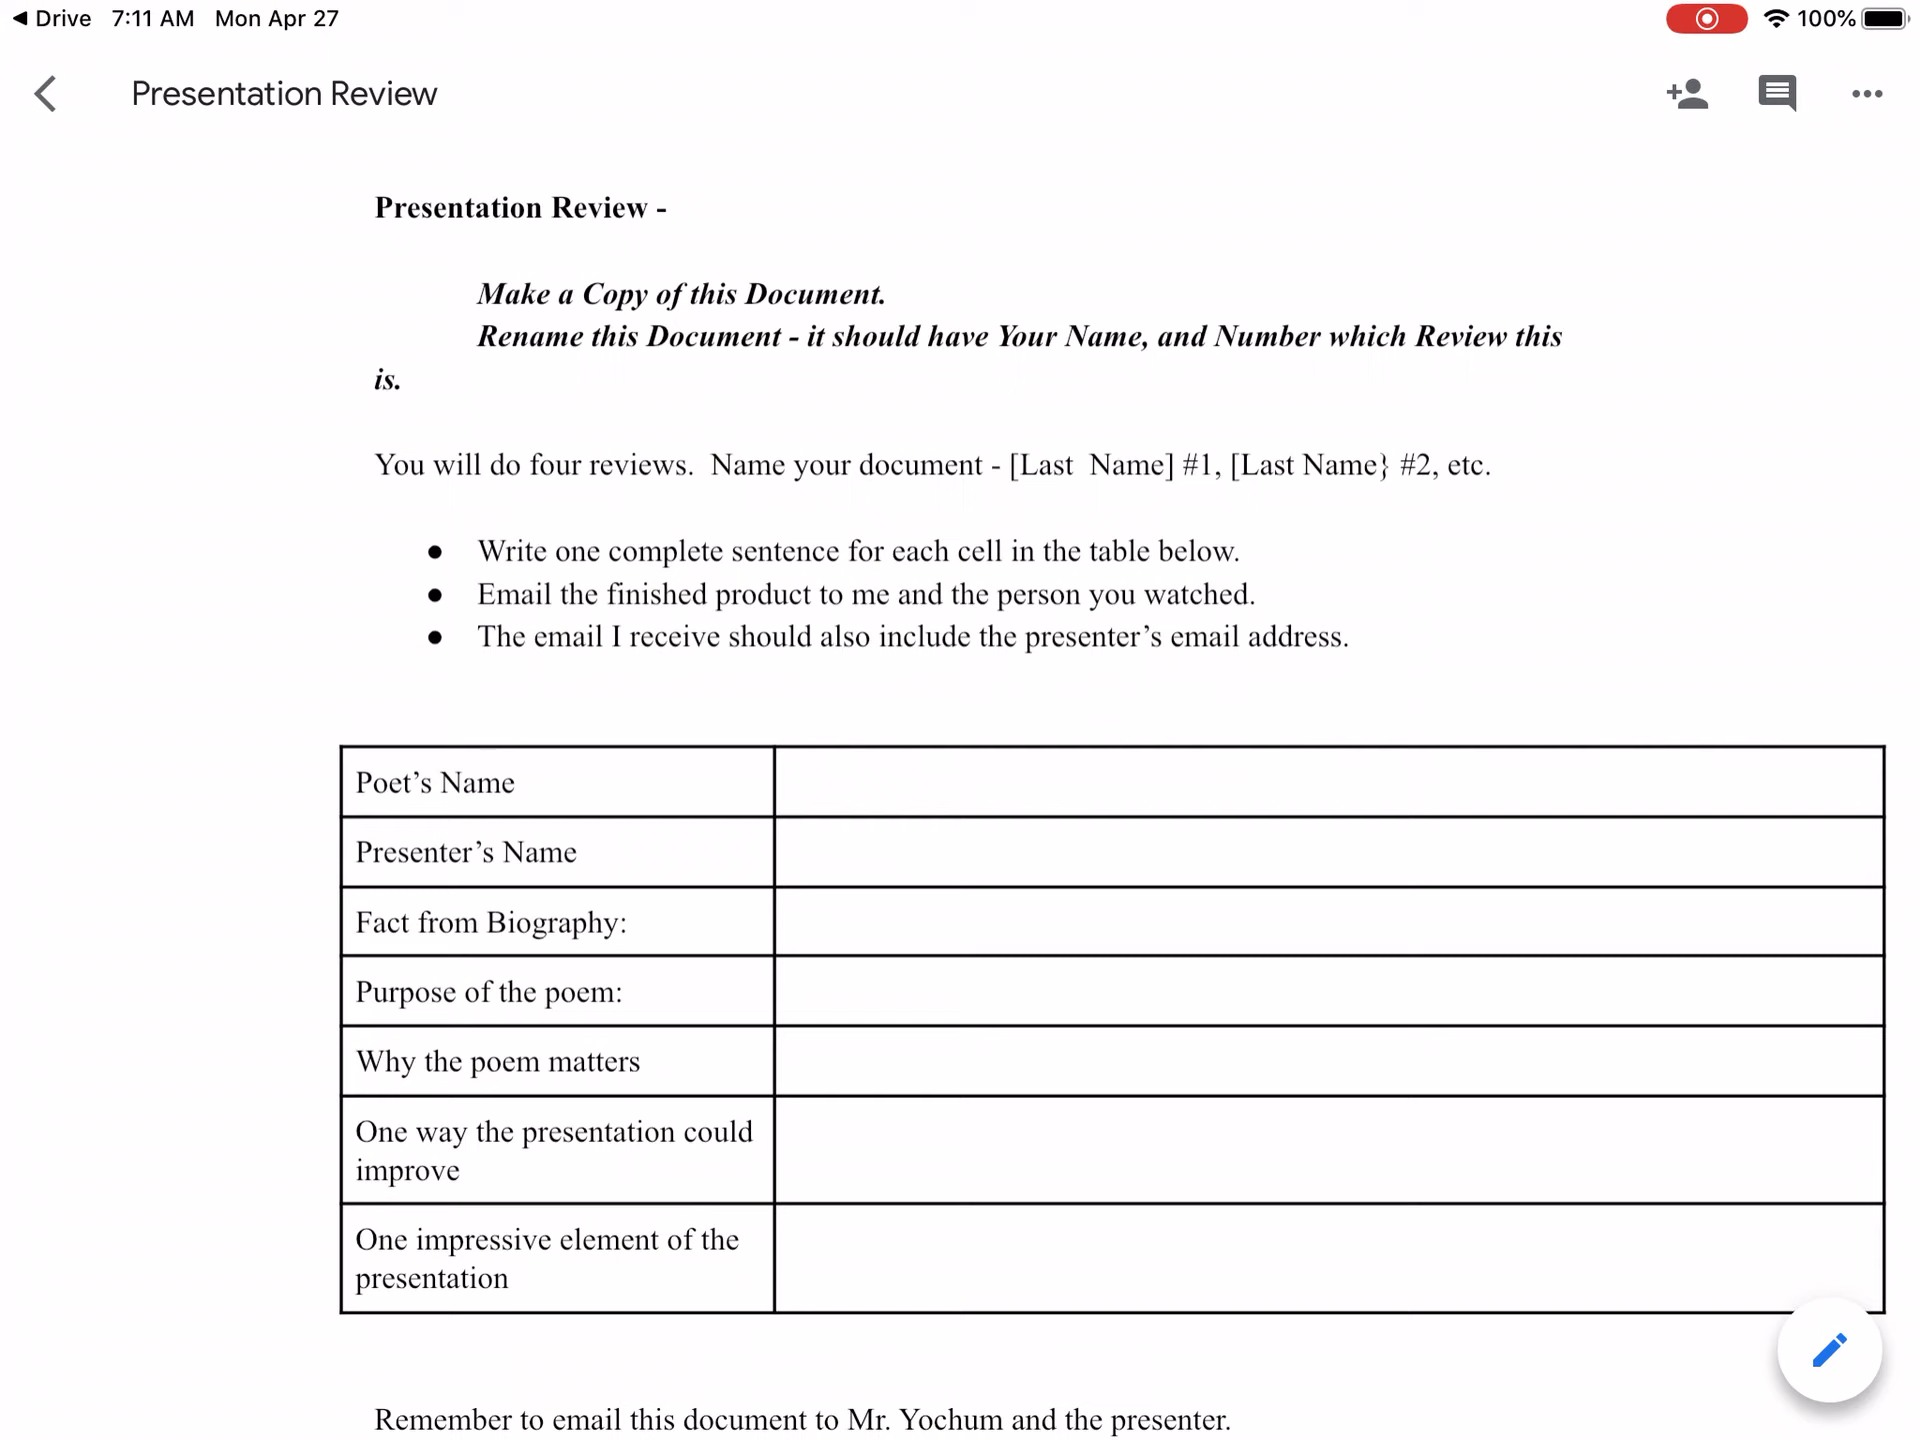 Drive 7:11 AM Mon Apr 27 100%
Presentation Review
Presentation Review -
Make a Copy of this Document.
Rename this Document - it should have Your Name, and Number which Review this
is.
You will do four reviews.  Name your document - [Last  Name] #1, [Last Name} #2, etc.
● Write one complete sentence for each cell in the table below.
● Email the finished product to me and the person you watched.
● The email I receive should also include the presenter’s email address.
Poet’s Name
Presenter’s Name
Fact from Biography:
Purpose of the poem:
Why the poem matters
One way the presentation could
improve
One impressive element of the
presentation
Remember to email this document to Mr. Yochum and the presenter.